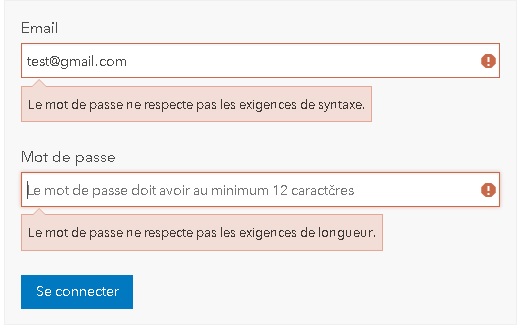 Email
test@gmail.com
Le mot de passe ne respecte pas les exigences de syntaxe.
Mot de passe
Le mot de passe doit avoir au minimum 12 caractčres
Le mot de passe ne respecte pas les exigences de longueur.
Se connecter